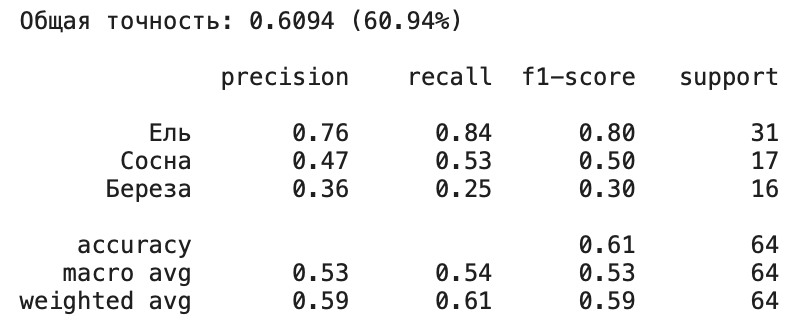 Общая точность: 0.6094 (60.94%)
precision recall f1-score support
Ель 0.76 0.84 0.80 31
Сосна 0.47 0.53 0.50 17
Береза 0.36 0.25 0.30 16
accuracy 0.61 64
macro avg 0.53 0.54 0.53 64
weighted avg 0.59 0.61 0.59 64